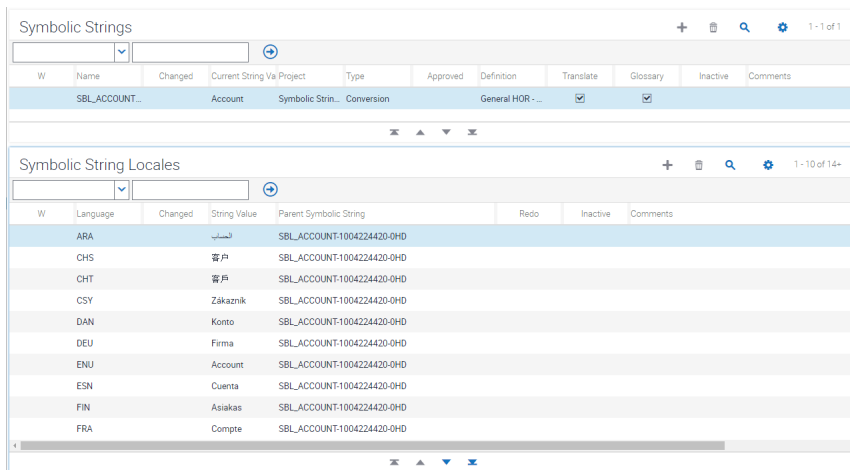 Symbolic Strings 1 - 1 of 1
W Name Changed Current String Va Project Type Approved Definition Translate Glossary Inactive Comments
SBL_ACCOUNT... Account Symbolic Strin... Conversion General HOR - ...
Symbolic String Locales 1 - 10 of 14+
W Language Changed String Value Parent Symbolic String Redo Inactive Comments
ARA الحساب SBL_ACCOUNT-1004224420-0HD
CHS 客户 SBL_ACCOUNT-1004224420-0HD
CHT 客戶 SBL_ACCOUNT-1004224420-0HD
CSY Zákazník SBL_ACCOUNT-1004224420-0HD
DAN Konto SBL_ACCOUNT-1004224420-0HD
DEU Firma SBL_ACCOUNT-1004224420-0HD
ENU Account SBL_ACCOUNT-1004224420-0HD
ESN Cuenta SBL_ACCOUNT-1004224420-0HD
FIN Asiakas SBL_ACCOUNT-1004224420-0HD
FRA Compte SBL_ACCOUNT-1004224420-0HD